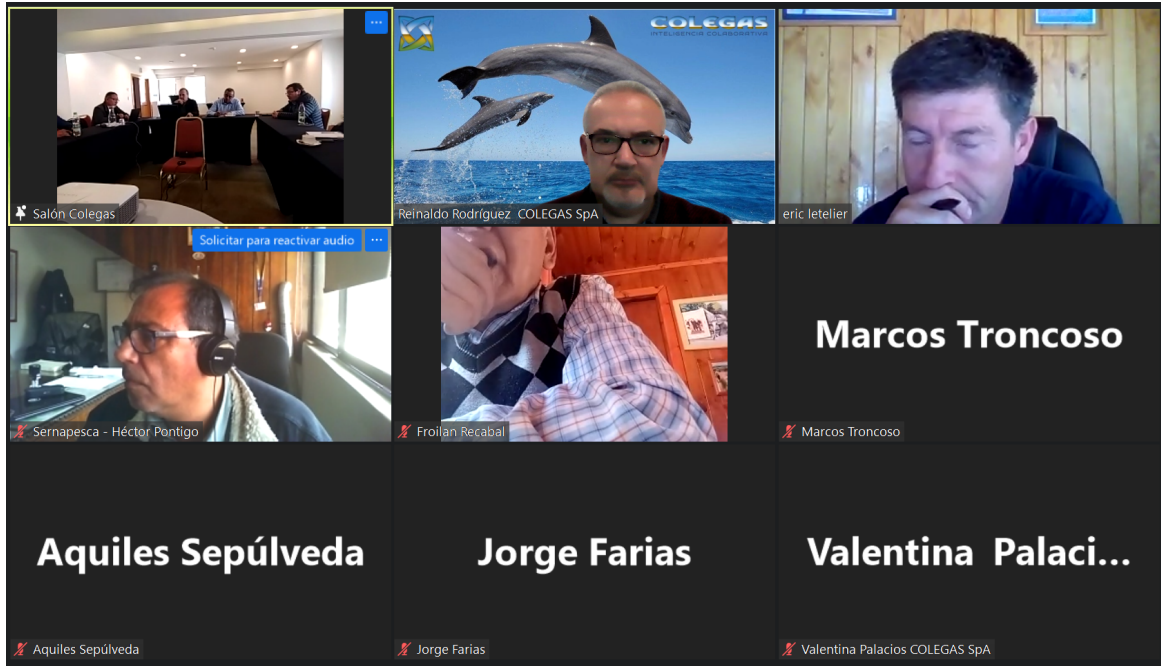 Salón Colegas
COLEGAS
INTELIGENCIA COLABORATIVA
Reinaldo Rodríguez COLEGAS SpA
eric letelier
Solicitar para reactivar audio
Sernapesca - Héctor Pontigo
Froilan Recabal
Marcos Troncoso
Marcos Troncoso
Aquiles Sepúlveda
Aquiles Sepúlveda
Jorge Farias
Jorge Farias
Valentina Palaci...
Valentina Palacios COLEGAS SpA